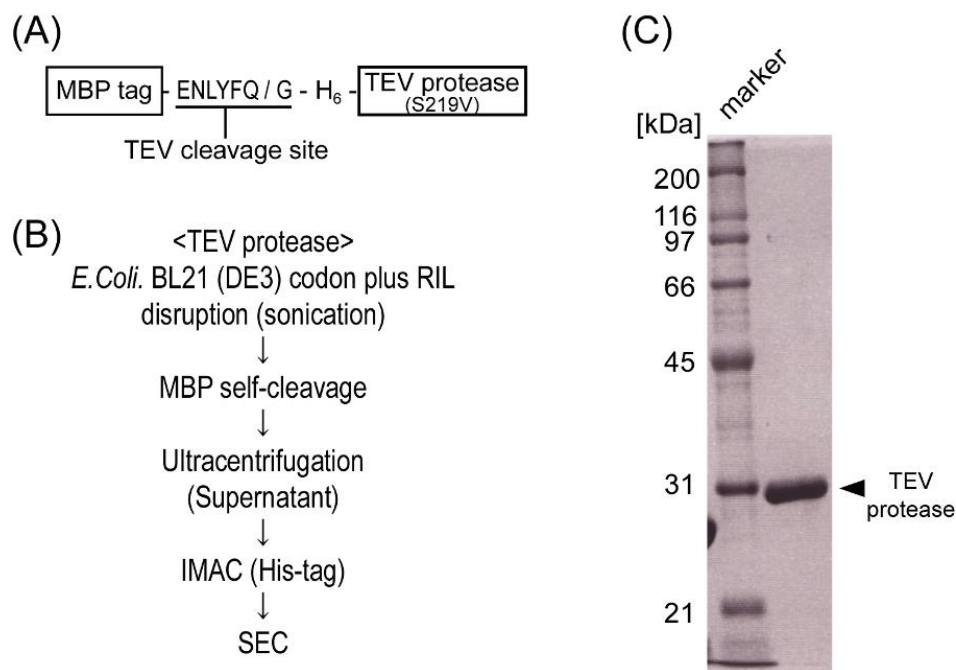 (A)
MBP tag - ENLYFQ / G - H6 - TEV protease
(S219V)
TEV cleavage site
(B)
<TEV protease>
E.Coli. BL21 (DE3) codon plus RIL
disruption (sonication)
↓
MBP self-cleavage
↓
Ultracentrifugation
(Supernatant)
↓
IMAC (His-tag)
↓
SEC
(C)
marker
[kDa]
200
116
97
66
45
31
21
TEV
protease